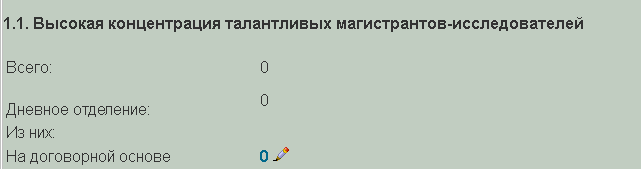 1.1. Высокая концентрация талантливых магистрантов-исследователей
Всего: 0
Дневное отделение: 0
Из них:
На договорной основе 0